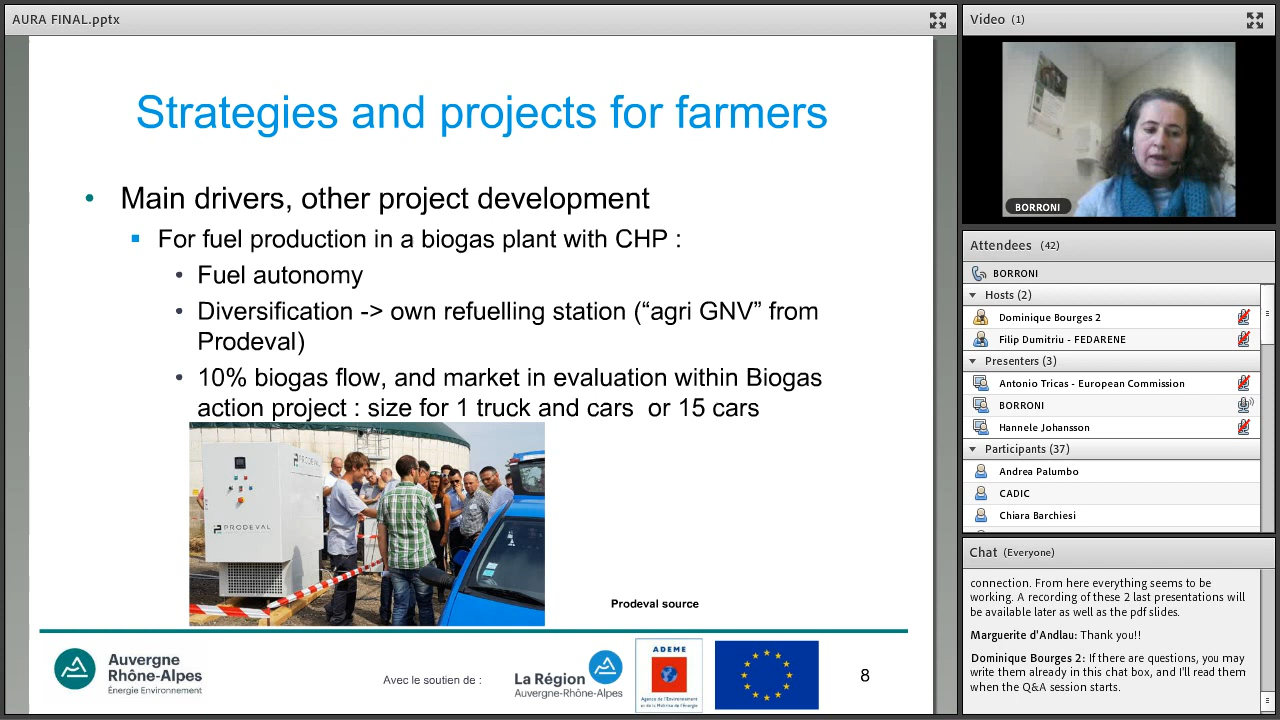 AURA FINAL.pptx
Strategies and projects for farmers
• Main drivers, other project development
▪ For fuel production in a biogas plant with CHP :
• Fuel autonomy
• Diversification -> own refuelling station (“agri GNV” from
Prodeval)
• 10% biogas flow, and market in evaluation within Biogas
action project : size for 1 truck and cars or 15 cars
PRODEVAL
PRODEVAL
Prodeval source
Auvergne
Rhône-Alpes
Énergie Environnement
Avec le soutien de :
La Région
Auvergne-Rhône-Alpes
ADEME
Agence de l'Environnement
et de la Maîtrise de l'Energie
8
Video (1)
BORRONI
Attendees (42)
BORRONI
Hosts (2)
Dominique Bourges 2
Filip Dumitriu - FEDARENE
Presenters (3)
Antonio Tricas - European Commission
BORRONI
Hannele Johansson
Participants (37)
Andrea Palumbo
CADIC
Chiara Barchiesi
Chat (Everyone)
connection. From here everything seems to be
working. A recording of these 2 last presentations will
be available later as well as the pdf slides.
Marguerite d'Andlau: Thank you!!
Dominique Bourges 2: If there are questions, you may
write them already in this chat box, and I'll read them
when the Q&A session starts.